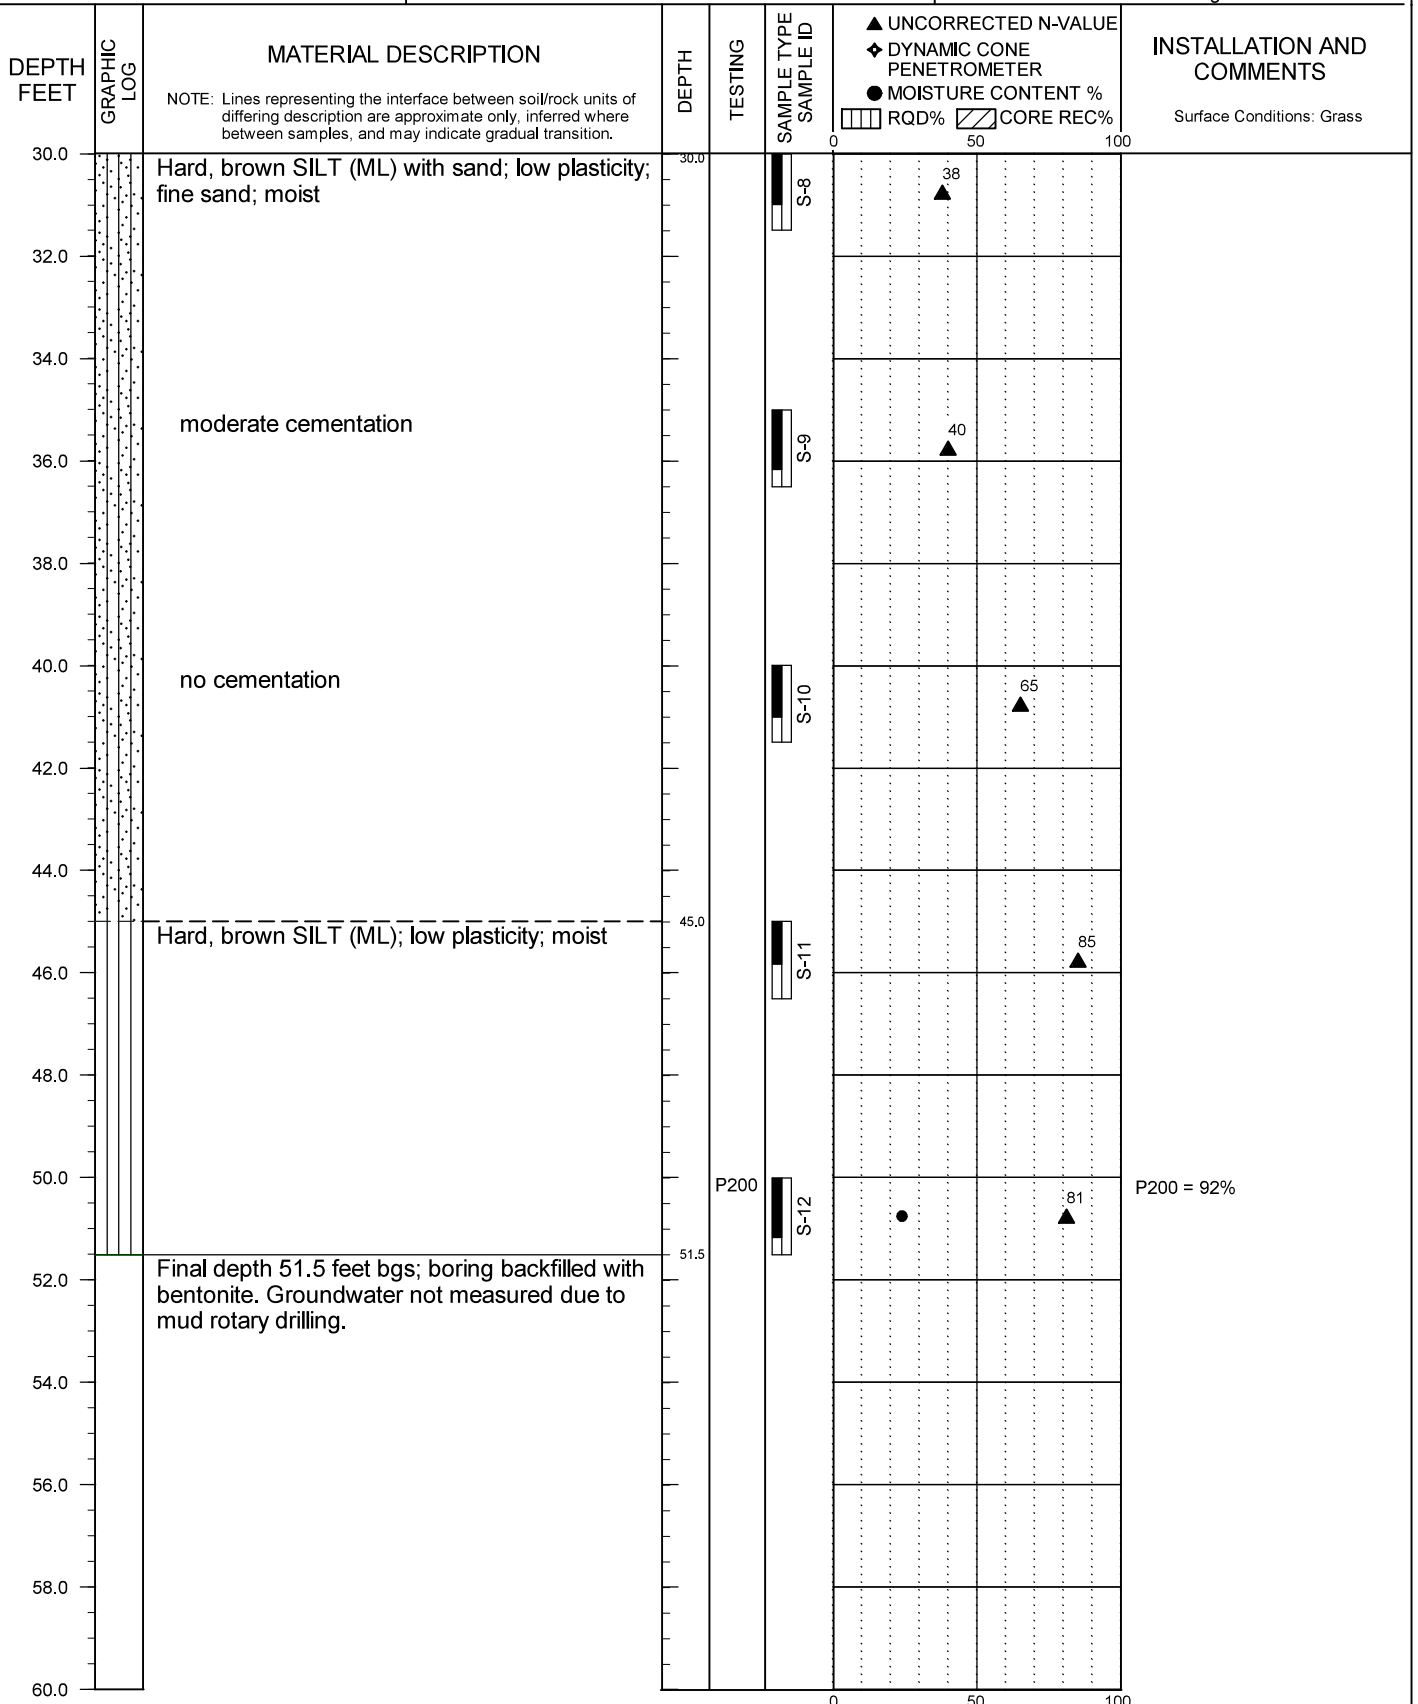 DEPTH
FEET
GRAPHIC
LOG
MATERIAL DESCRIPTION
NOTE: Lines representing the interface between soil/rock units of
differing description are approximate only, inferred where
between samples, and may indicate gradual transition.
DEPTH
TESTING
SAMPLE TYPE
SAMPLE ID
▲ UNCORRECTED N-VALUE
DYNAMIC CONE
PENETROMETER
● MOISTURE CONTENT %
RQD% CORE REC%
0 50 100
INSTALLATION AND
COMMENTS
Surface Conditions: Grass
30.0
Hard, brown SILT (ML) with sand; low plasticity;
fine sand; moist
30.0
S-8
38
32.0
34.0
moderate cementation
S-9
40
36.0
38.0
40.0
no cementation
S-10
65
42.0
44.0
45.0
Hard, brown SILT (ML); low plasticity; moist
S-11
85
46.0
48.0
50.0
P200
S-12
81
P200 = 92%
51.5
Final depth 51.5 feet bgs; boring backfilled with
bentonite. Groundwater not measured due to
mud rotary drilling.
52.0
54.0
56.0
58.0
60.0
0 50 100